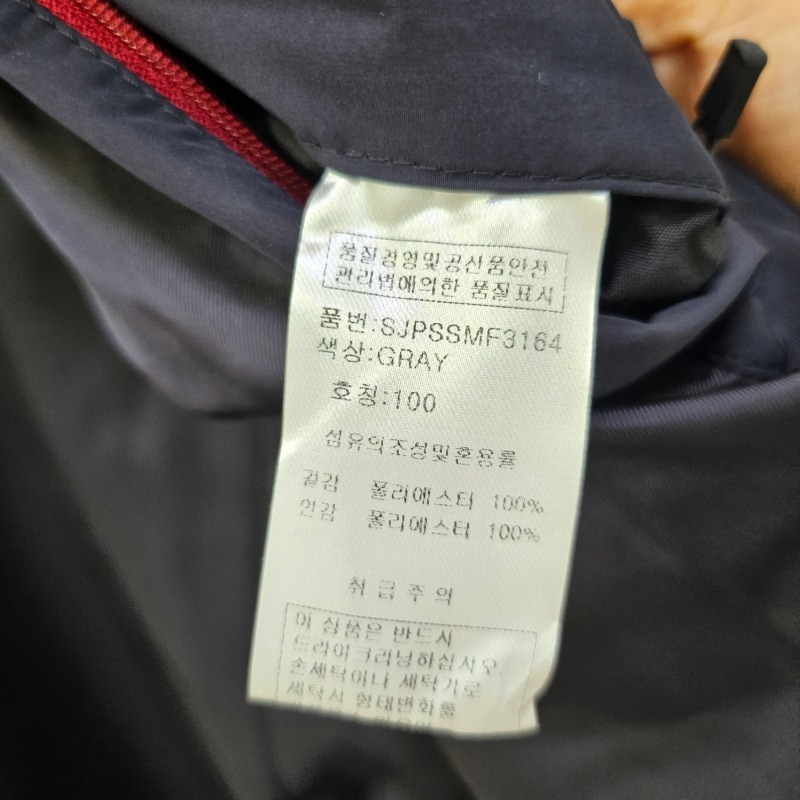 품질경영및공산품안전
관리법에의한 품질표시
품번:SJPSSMF3164
색상:GRAY
호칭:100
섬유의조성및혼용률
겉감 폴리에스터 100%
안감 폴리에스터 100%
취 급 주 의
이 상품은 반드시
드라이크리닝하십시오
손세탁이나 세탁기로
세탁시 형태변화를